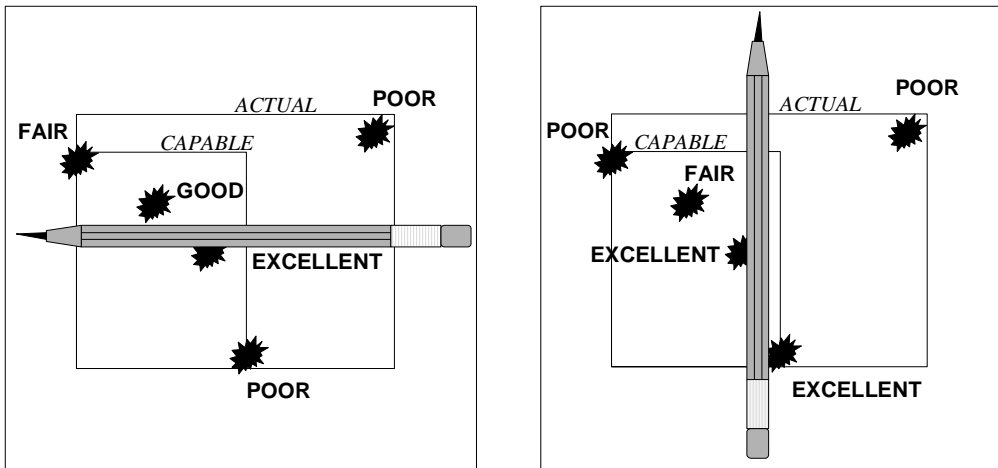 ACTUAL
POOR
FAIR
CAPABLE
GOOD
EXCELLENT
POOR
ACTUAL
POOR
POOR
CAPABLE
FAIR
EXCELLENT
EXCELLENT